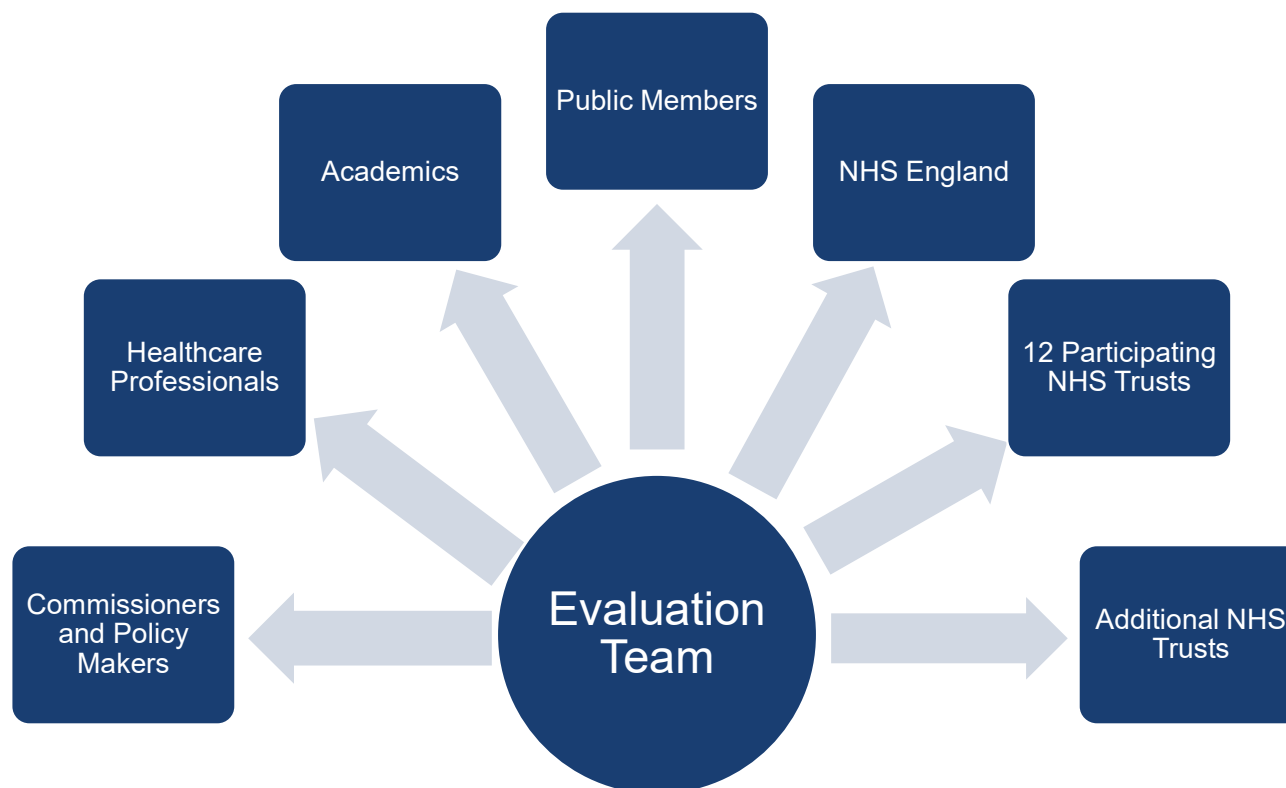 Public Members
Academics
NHS England
Healthcare
Professionals
12 Participating
NHS Trusts
Commissioners
and Policy
Makers
Evaluation
Team
Additional NHS
Trusts